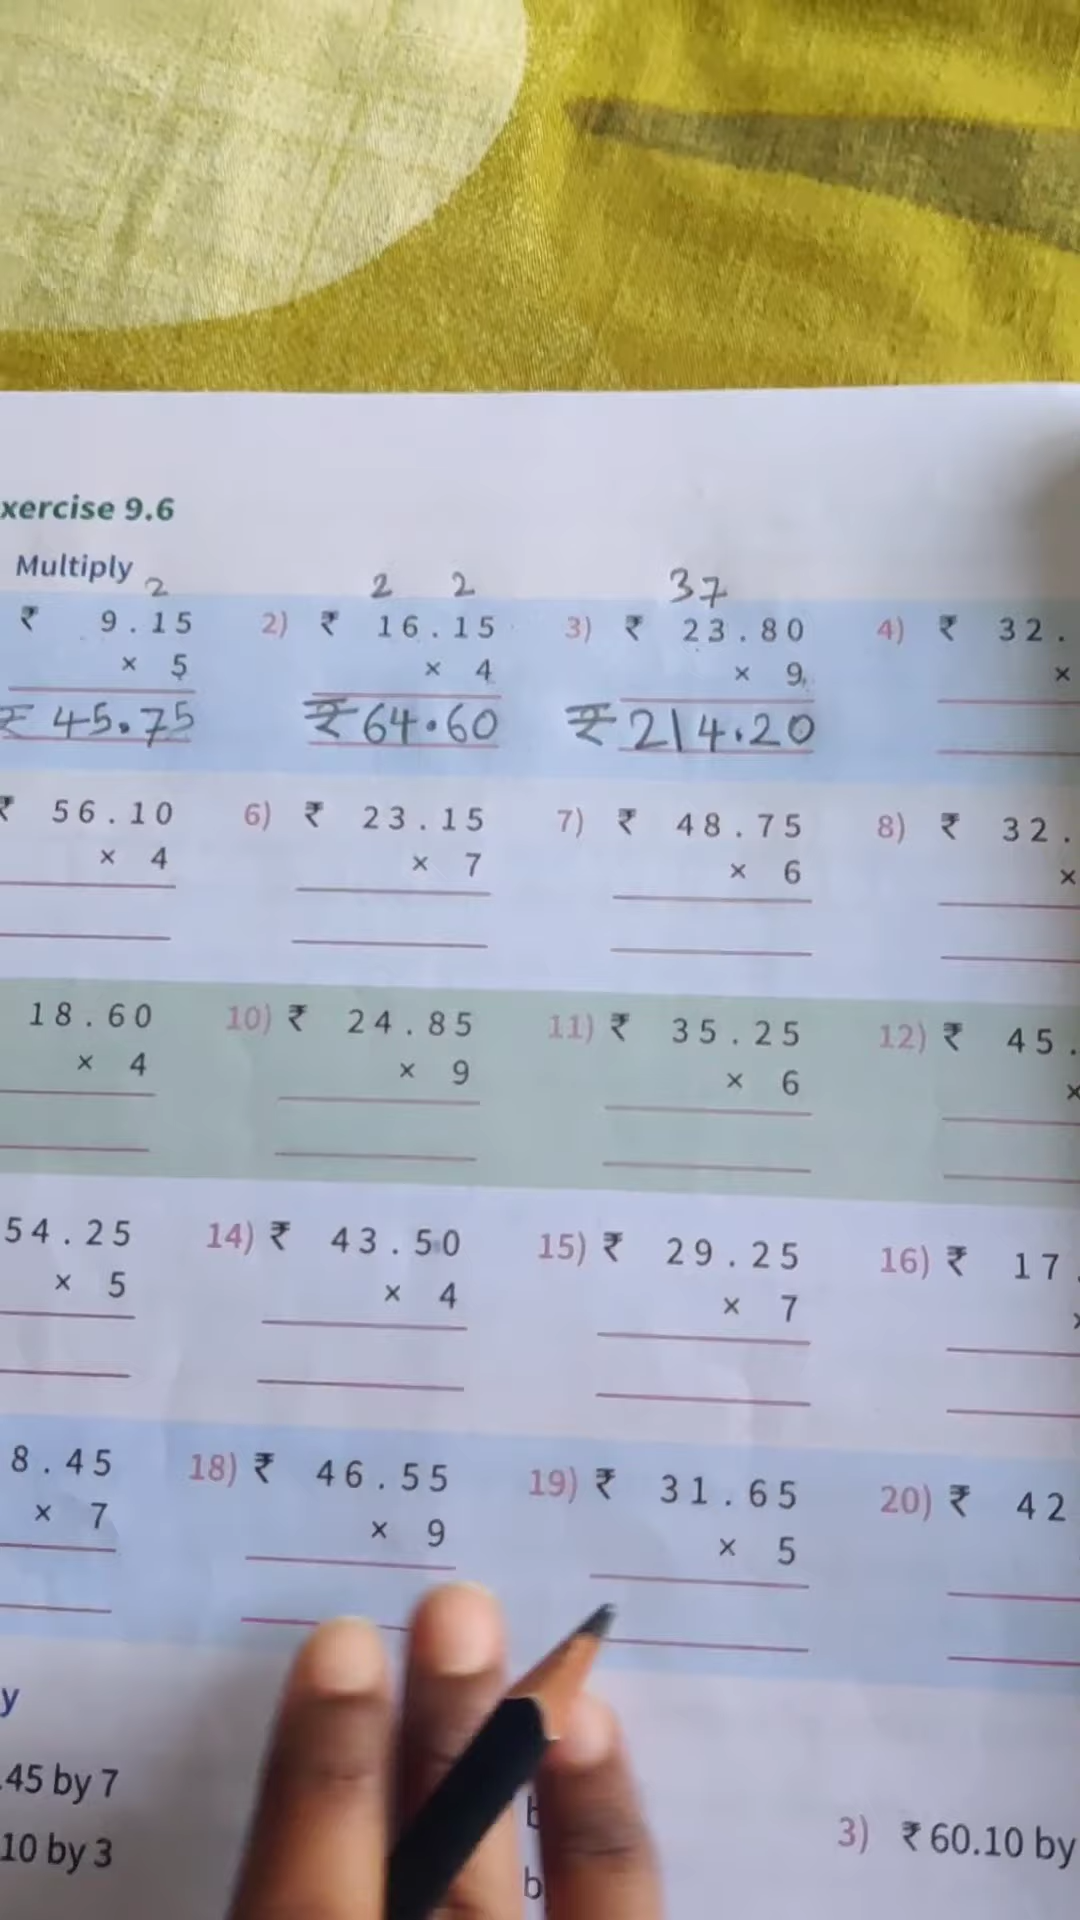 xercise 9.6
Multiply
2 2 2 37
₹ 9.15 2) ₹ 16.15 3) ₹ 23.80 4) ₹ 32.
× 5 × 4 × 9 ×
₹ 45.75 ₹ 64.60 ₹ 214.20
₹ 56.10 6) ₹ 23.15 7) ₹ 48.75 8) ₹ 32.
× 4 × 7 × 6 ×
18.60 10) ₹ 24.85 11) ₹ 35.25 12) ₹ 45.
× 4 × 9 × 6 ×
54.25 14) ₹ 43.50 15) ₹ 29.25 16) ₹ 17.
× 5 × 4 × 7
8.45 18) ₹ 46.55 19) ₹ 31.65 20) ₹ 42
× 7 × 9 × 5
y
.45 by 7
3) ₹ 60.10 by
10 by 3